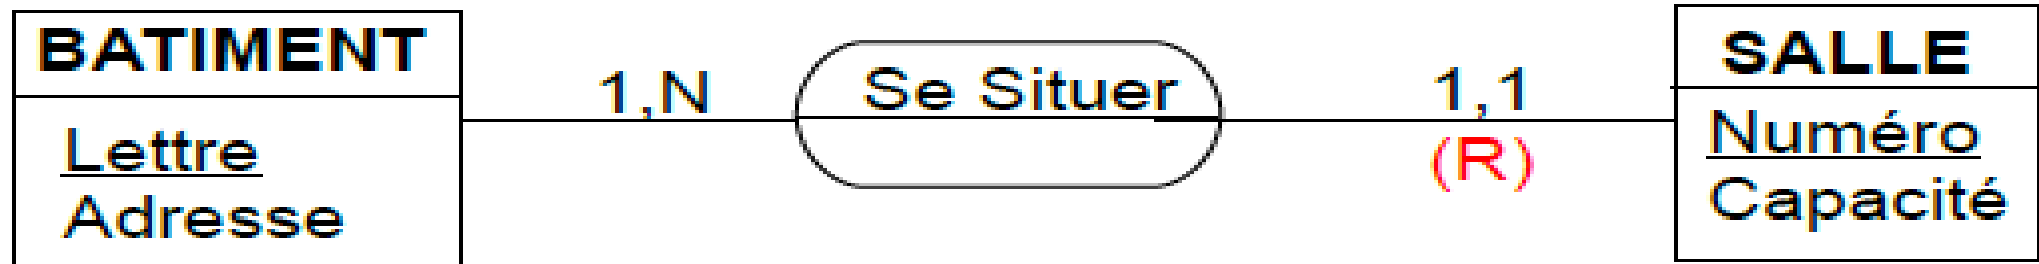 BATIMENT
Lettre
Adresse
1,N
Se Situer
1,1
(R)
SALLE
Numéro
Capacité